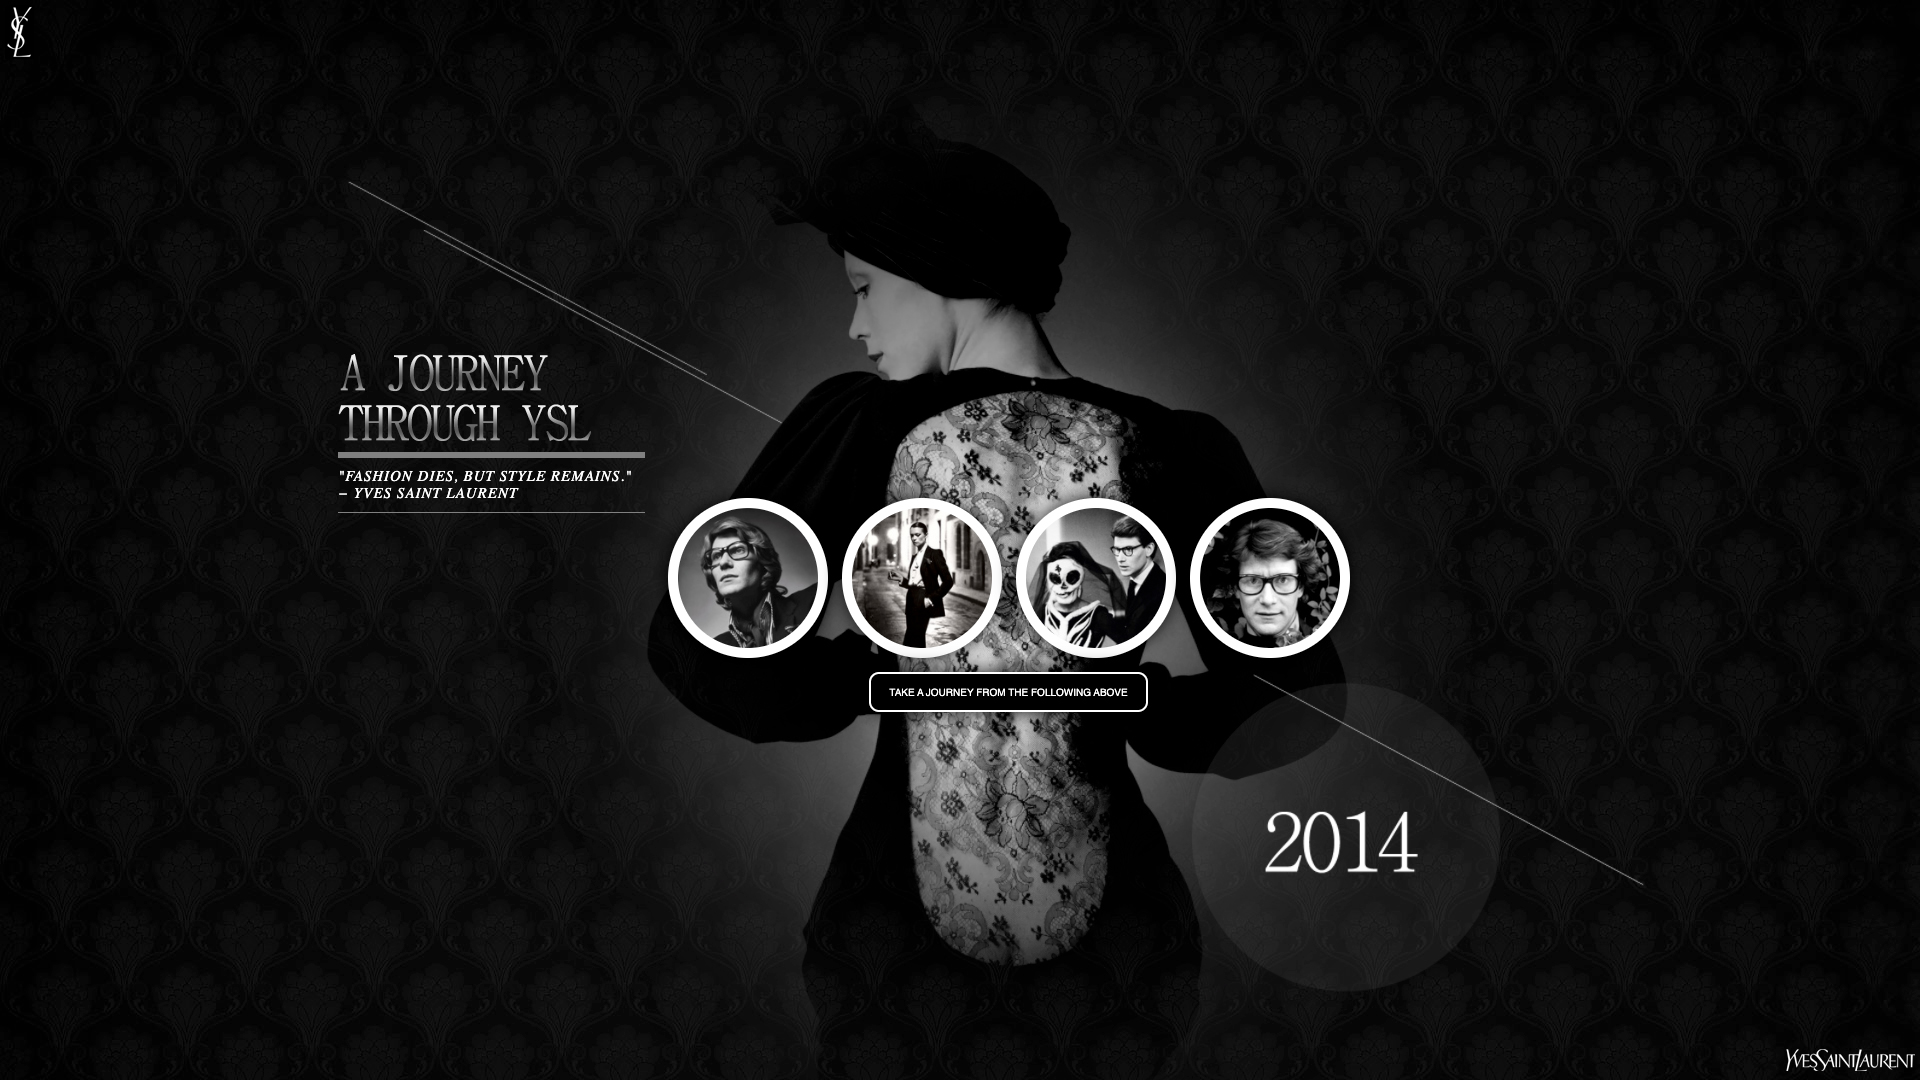 YSL
A JOURNEY
THROUGH YSL
"FASHION DIES, BUT STYLE REMAINS."
– YVES SAINT LAURENT
TAKE A JOURNEY FROM THE FOLLOWING ABOVE
2014
YVESSAINTLAURENT